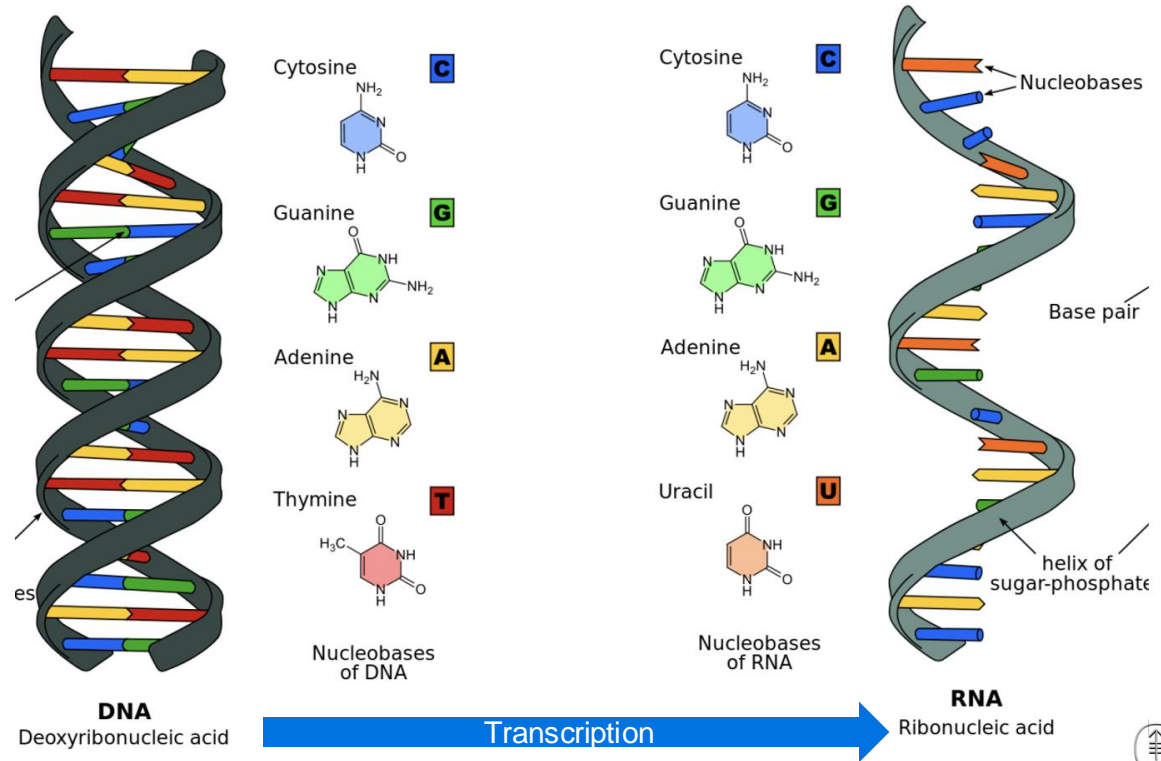 Cytosine C
NH₂
N
N
H
O
Guanine G
O
N
NH
N
H
N
NH₂
Adenine A
H₂N
N
N
N
H
N
Thymine T
O
H₃C
NH
N
H
O
Nucleobases
of DNA
es
DNA
Deoxyribonucleic acid
Transcription
Cytosine C
NH₂
N
N
H
O
Guanine G
O
N
NH
N
H
N
NH₂
Adenine A
H₂N
N
N
N
H
N
Uracil U
O
NH
N
H
O
Nucleobases
of RNA
Nucleobases
Base pair
helix of
sugar-phosphate
RNA
Ribonucleic acid